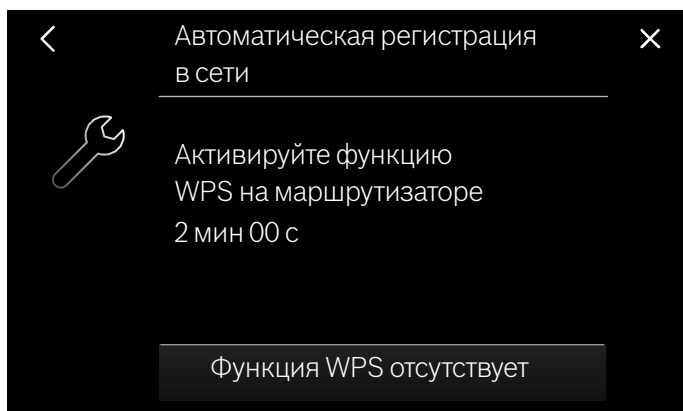 Автоматическая регистрация
в сети
Активируйте функцию
WPS на маршрутизаторе
2 мин 00 с
Функция WPS отсутствует